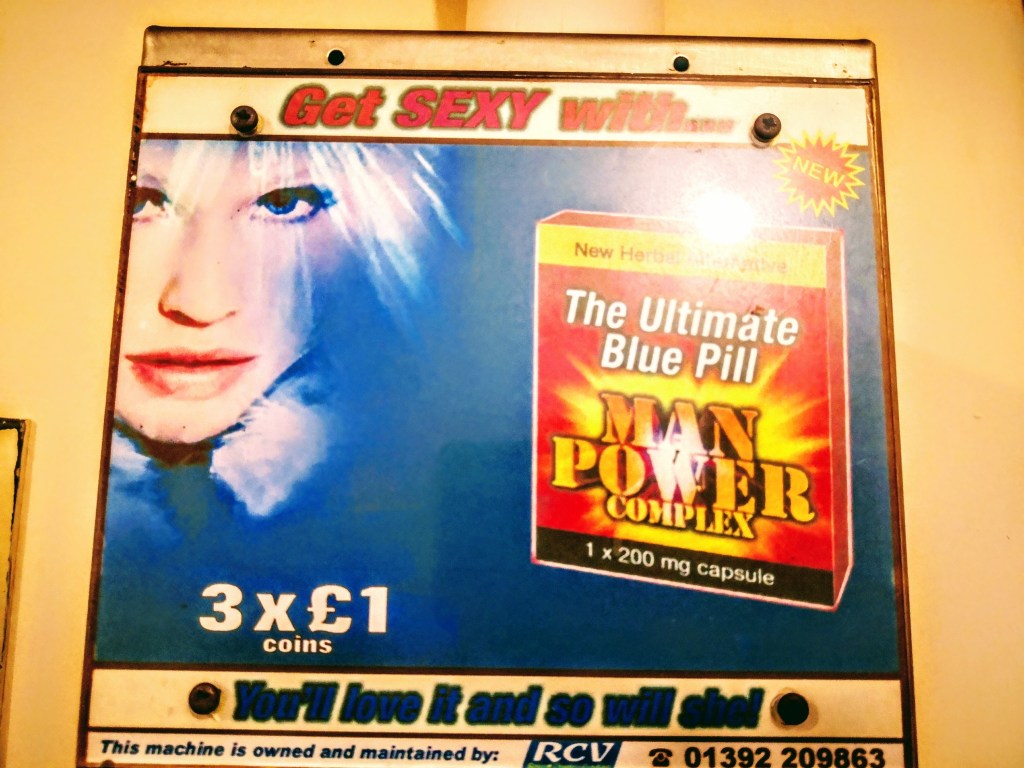 Get SEXY with...
NEW
New Herbal Alternative
The Ultimate
Blue Pill
MAN
POWER
COMPLEX
1 x 200 mg capsule
3 x £1
coins
You'll love it and so will she!
This machine is owned and maintained by: RCV ☎ 01392 209863